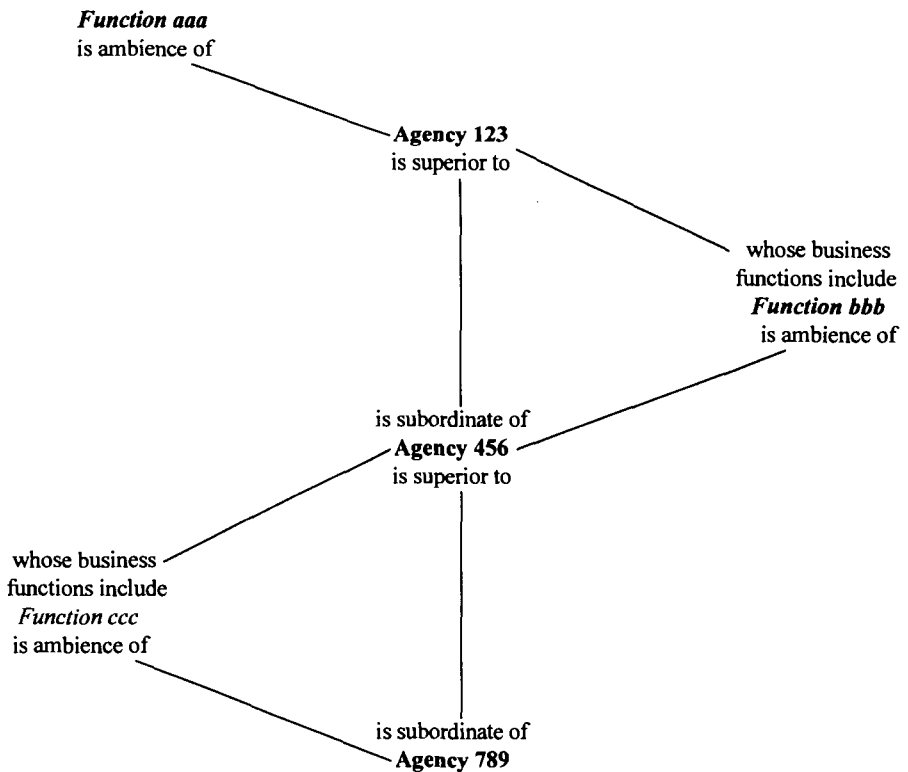 Function aaa
is ambience of
Agency 123
is superior to
whose business
functions include
Function bbb
is ambience of
is subordinate of
Agency 456
is superior to
whose business
functions include
Function ccc
is ambience of
is subordinate of
Agency 789